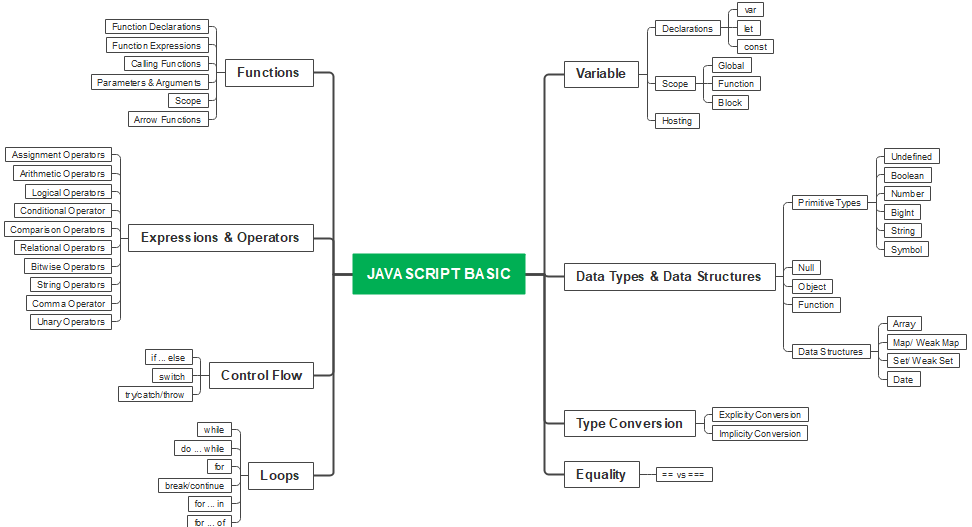 JAVA SCRIPT BASIC
Functions
Function Declarations
Function Expressions
Calling Functions
Parameters & Arguments
Scope
Arrow Functions
Expressions & Operators
Assignment Operators
Arithmetic Operators
Logical Operators
Conditional Operator
Comparison Operators
Relational Operators
Bitwise Operators
String Operators
Comma Operator
Unary Operators
Control Flow
if ... else
switch
try/catch/throw
Loops
while
do ... while
for
break/continue
for ... in
for ... of
Variable
Declarations
var
let
const
Scope
Global
Function
Block
Hosting
Data Types & Data Structures
Primitive Types
Undefined
Boolean
Number
BigInt
String
Symbol
Null
Object
Function
Data Structures
Array
Map/ Weak Map
Set/ Weak Set
Date
Type Conversion
Explicity Conversion
Implicity Conversion
Equality
== vs ===